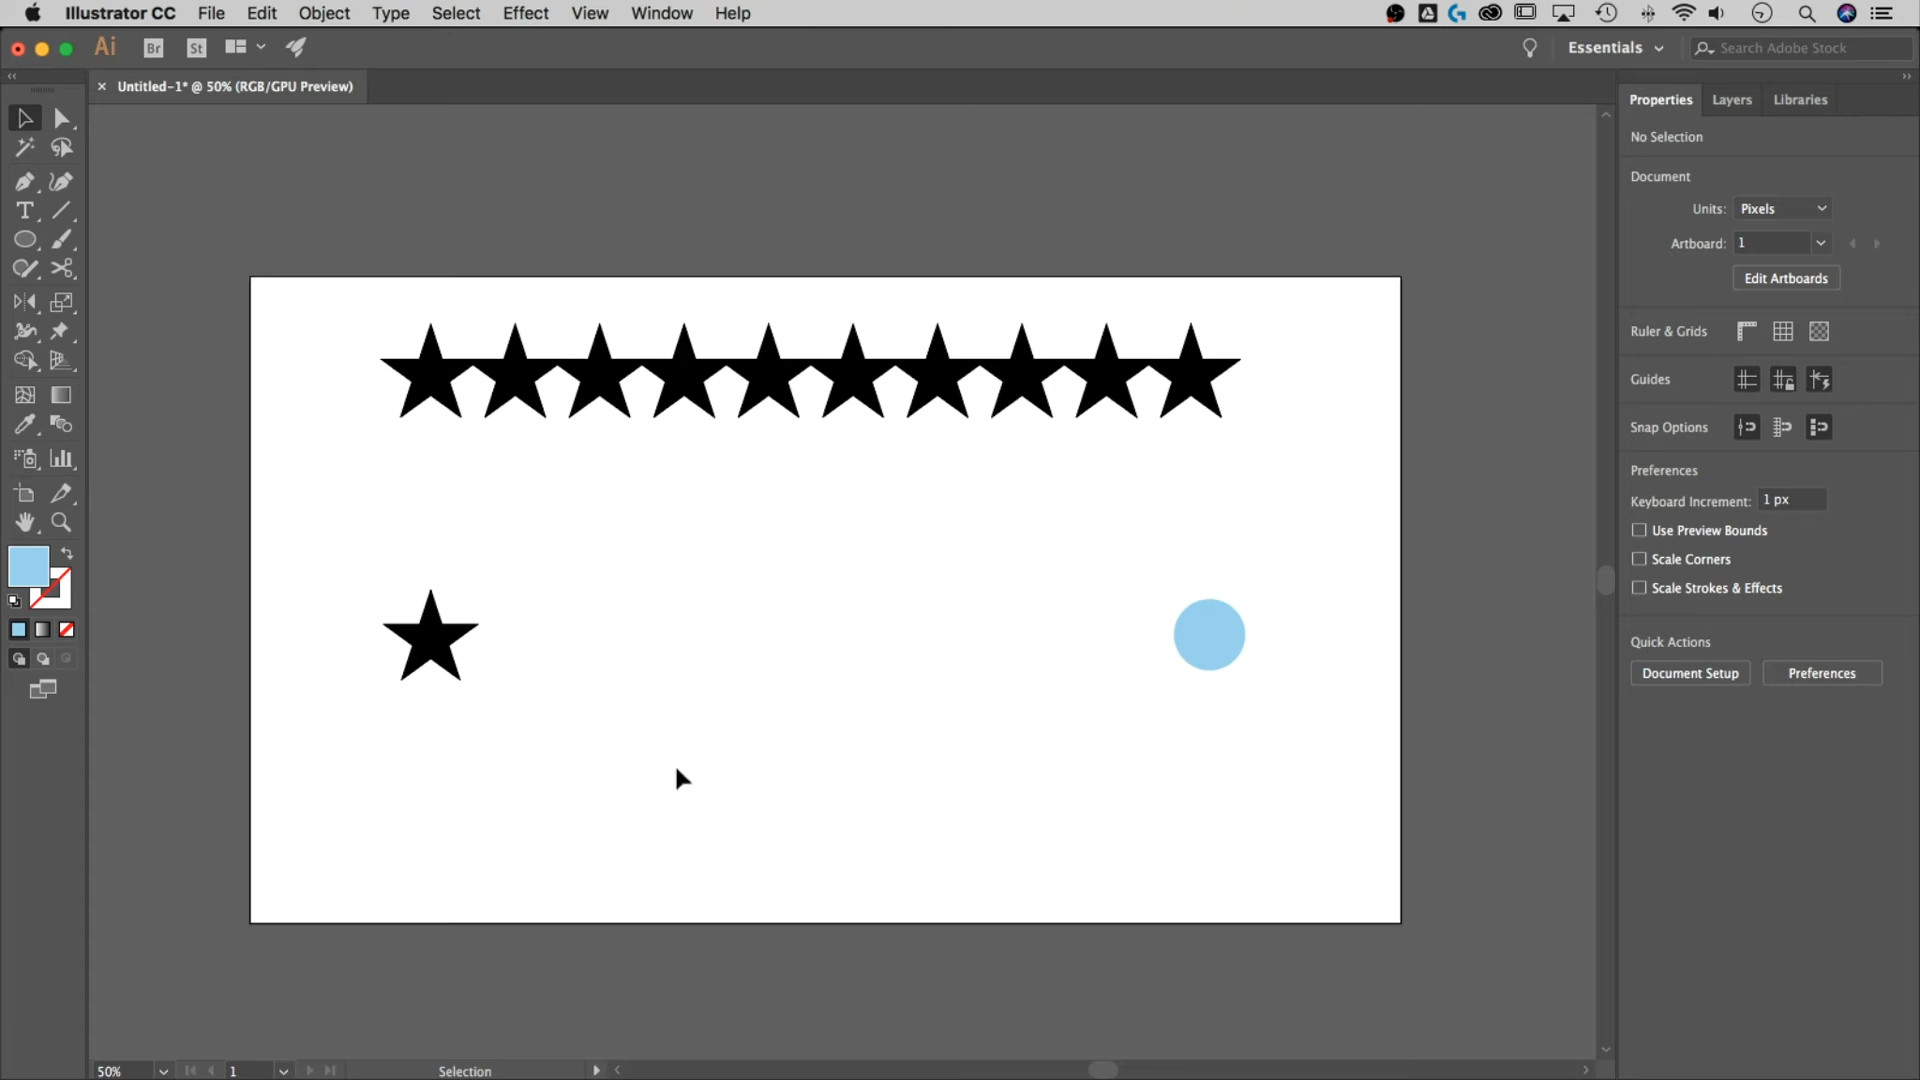 Illustrator CC File Edit Object Type Select Effect View Window Help
Ai Br St Essentials Search Adobe Stock
Untitled-1* @ 50% (RGB/GPU Preview)
Properties Layers Libraries
No Selection
Document
Units: Pixels
Artboard: 1
Edit Artboards
Ruler & Grids
Guides
Snap Options
Preferences
Keyboard Increment: 1 px
Use Preview Bounds
Scale Corners
Scale Strokes & Effects
Quick Actions
Document Setup Preferences
50% 1 Selection